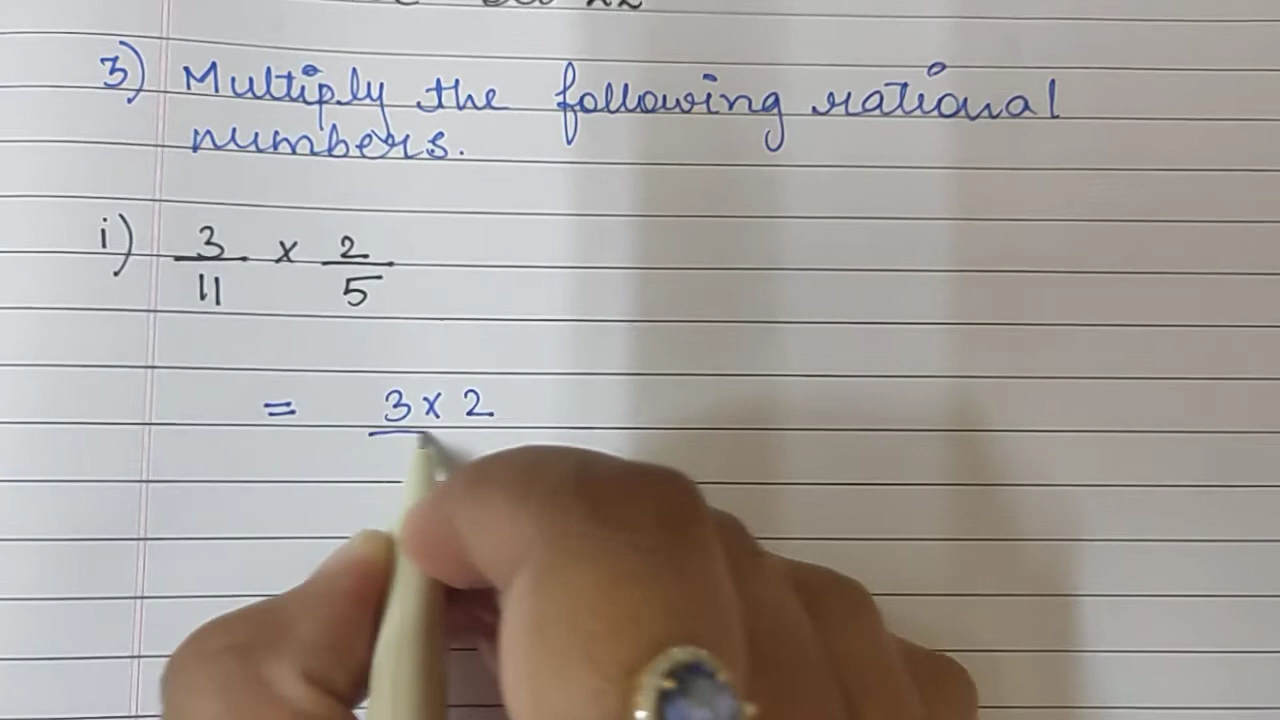 3) Multiply the following rational
numbers.
i) 3/11 x 2/5
= 3 x 2